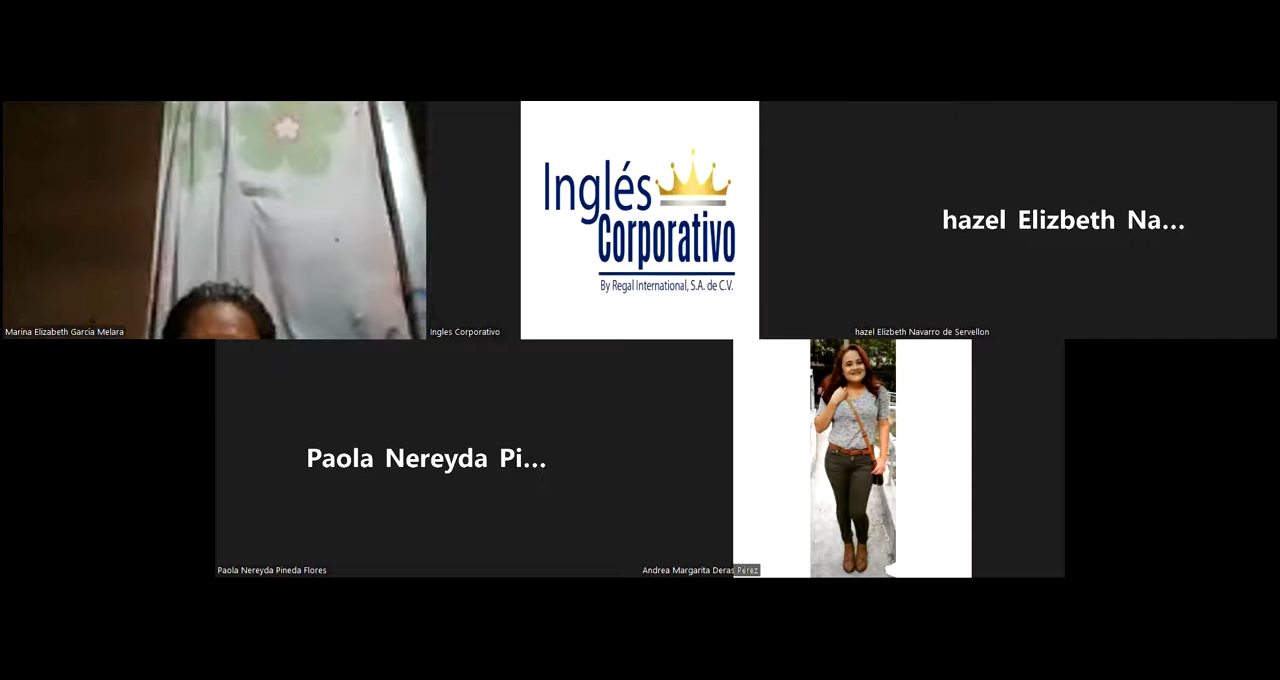 Inglés
Corporativo
By Regal International, S.A. de C.V.
hazel Elizbeth Na...
Marina Elizabeth Garcia Melara
Ingles Corporativo
hazel Elizbeth Navarro de Servellon
Paola Nereyda Pi...
Paola Nereyda Pineda Flores
Andrea Margarita Deras Pérez